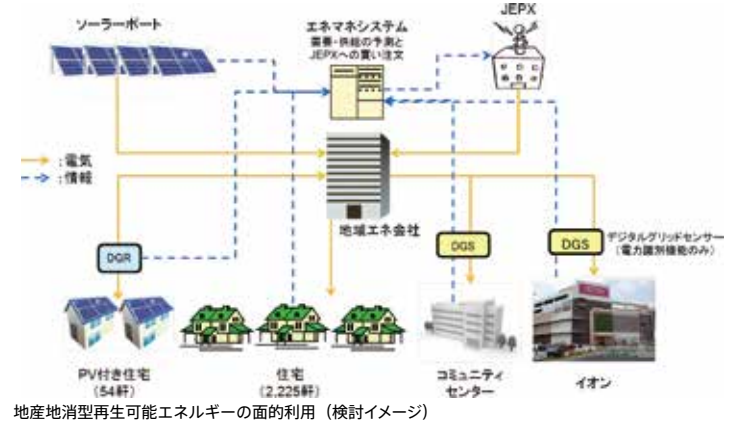 ソーラーポート
エネマネシステム
需要・供給の予測と
JEPXへの買い注文
JEPX
:電気
:情報
地域エネ会社
DGR
DGS
DGS
デジタルグリッドセンサー
(電力識別機能のみ)
PV付き住宅
(54軒)
住宅
(2,225軒)
コミュニティ
センター
イオン
地産地消型再生可能エネルギーの面的利用（検討イメージ）